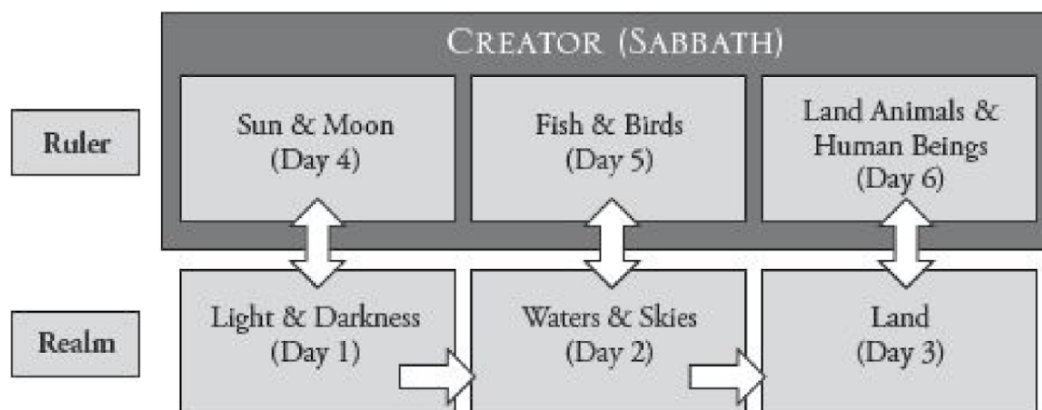 CREATOR (SABBATH)
Ruler
Sun & Moon
(Day 4)
Fish & Birds
(Day 5)
Land Animals &
Human Beings
(Day 6)
Realm
Light & Darkness
(Day 1)
Waters & Skies
(Day 2)
Land
(Day 3)